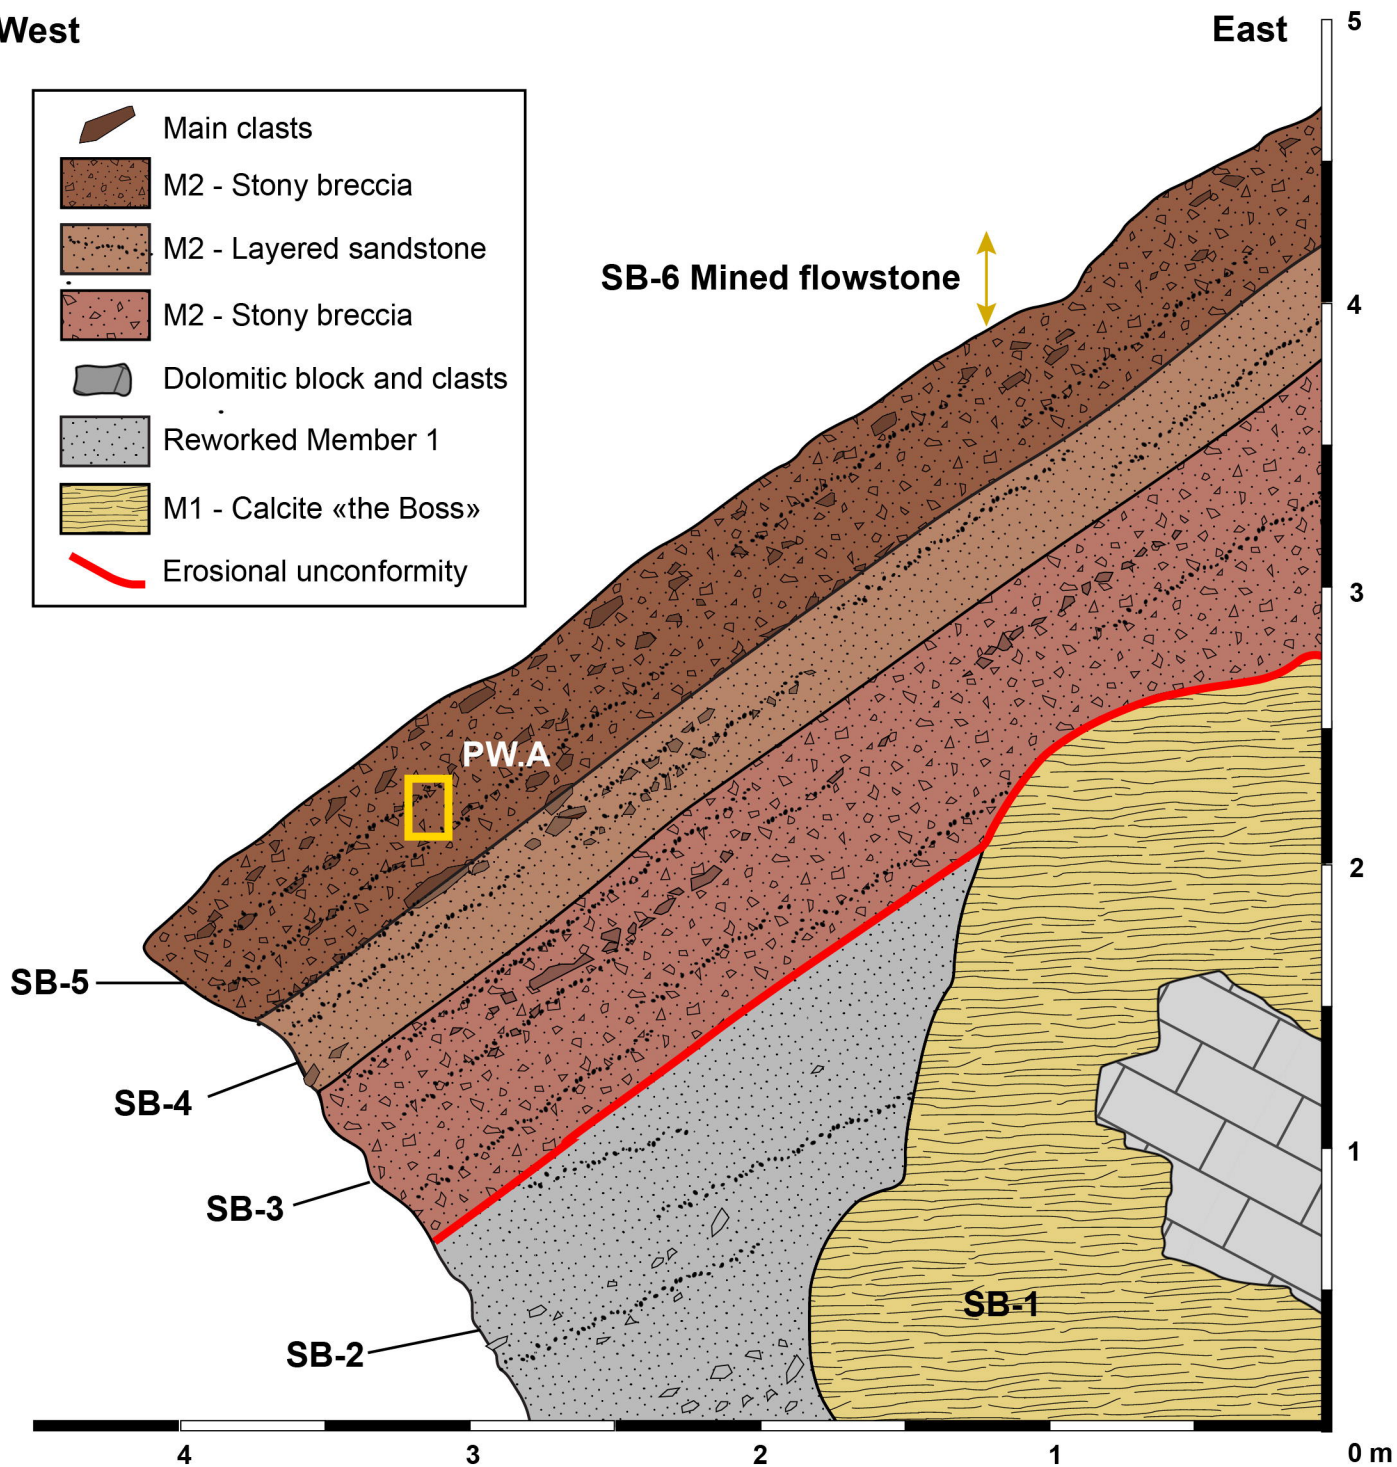 West
East
Main clasts
M2 - Stony breccia
M2 - Layered sandstone
M2 - Stony breccia
Dolomitic block and clasts
Reworked Member 1
M1 - Calcite «the Boss»
Erosional unconformity
SB-6 Mined flowstone
PW.A
SB-5
SB-4
SB-3
SB-2
SB-1
5
4
3
2
1
0 m
4
3
2
1